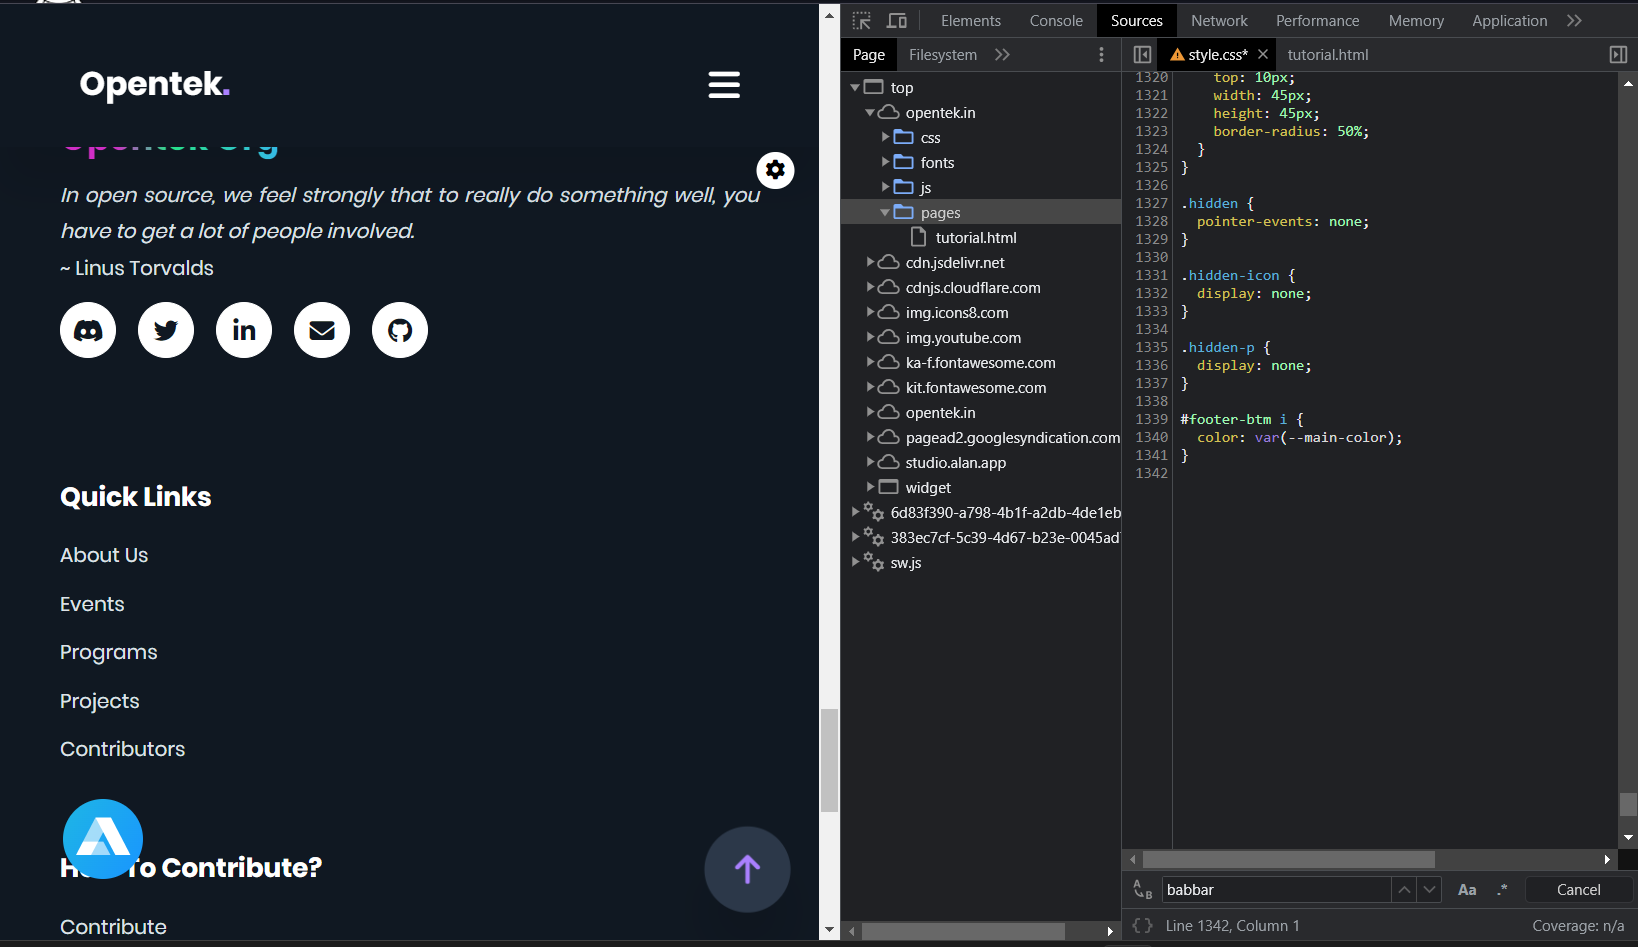 Opentek.
Opentek Org
In open source, we feel strongly that to really do something well, you
have to get a lot of people involved.
~ Linus Torvalds
Quick Links
About Us
Events
Programs
Projects
Contributors
To Contribute?
Contribute
Elements Console Sources Network Performance Memory Application
Page Filesystem
style.css* tutorial.html
top
opentek.in
css
fonts
js
pages
tutorial.html
cdn.jsdelivr.net
cdnjs.cloudflare.com
img.icons8.com
img.youtube.com
ka-f.fontawesome.com
kit.fontawesome.com
opentek.in
pagead2.googlesyndication.com
studio.alan.app
widget
6d83f390-a798-4b1f-a2db-4de1eb
383ec7cf-5c39-4d67-b23e-0045ad
sw.js
1320 top: 10px;
1321 width: 45px;
1322 height: 45px;
1323 border-radius: 50%;
1324 }
1325 }
1326
1327 .hidden {
1328 pointer-events: none;
1329 }
1330
1331 .hidden-icon {
1332 display: none;
1333 }
1334
1335 .hidden-p {
1336 display: none;
1337 }
1338
1339 #footer-btm i {
1340 color: var(--main-color);
1341 }
1342
babbar Aa .* Cancel
{} Line 1342, Column 1 Coverage: n/a